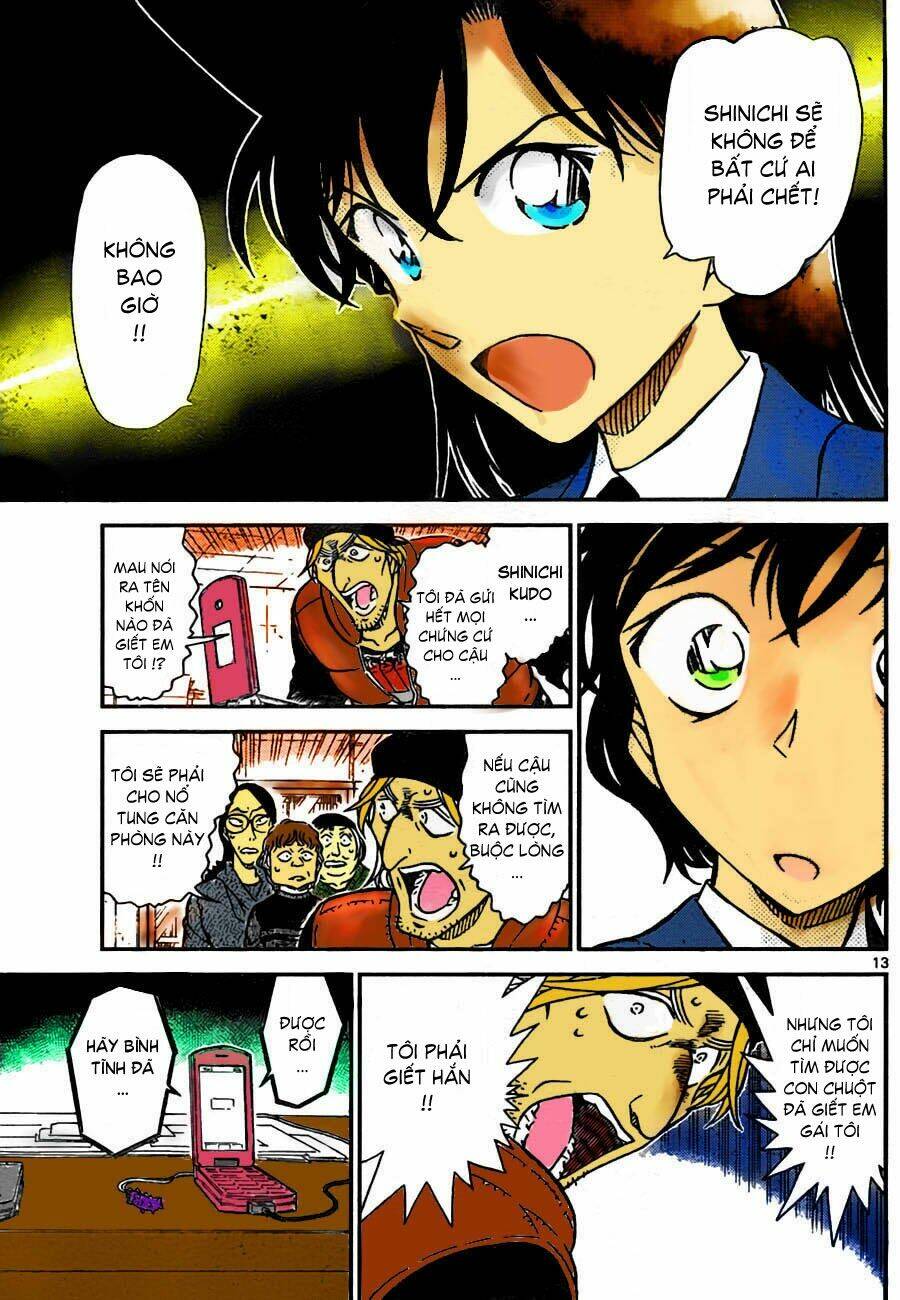 SHINICHI SẼ
KHÔNG ĐỂ
BẤT CỨ AI
PHẢI CHẾT!
KHÔNG
BAO
GIỜ
!!
SHINICHI
KUDO
...
TÔI ĐÃ GỬI
HẾT MỌI
CHỨNG CỨ
CHO CẬU
...
MAU NÓI
RA TÊN
KHỐN
NÀO ĐÃ
GIẾT EM
TÔI !?
NẾU CẬU
CŨNG
KHÔNG TÌM
RA ĐƯỢC,
BUỘC LÒNG
...
TÔI SẼ PHẢI
CHO NỔ
TUNG CĂN
PHÒNG NÀY
!!
13
NHƯNG TÔI
CHỈ MUỐN
TÌM ĐƯỢC
CON CHUỘT
ĐÃ GIẾT EM
GÁI TÔI
!!
TÔI PHẢI
GIẾT HẮN
!!
ĐƯỢC
RỒI
...
HÃY BÌNH
TĨNH ĐÃ
...